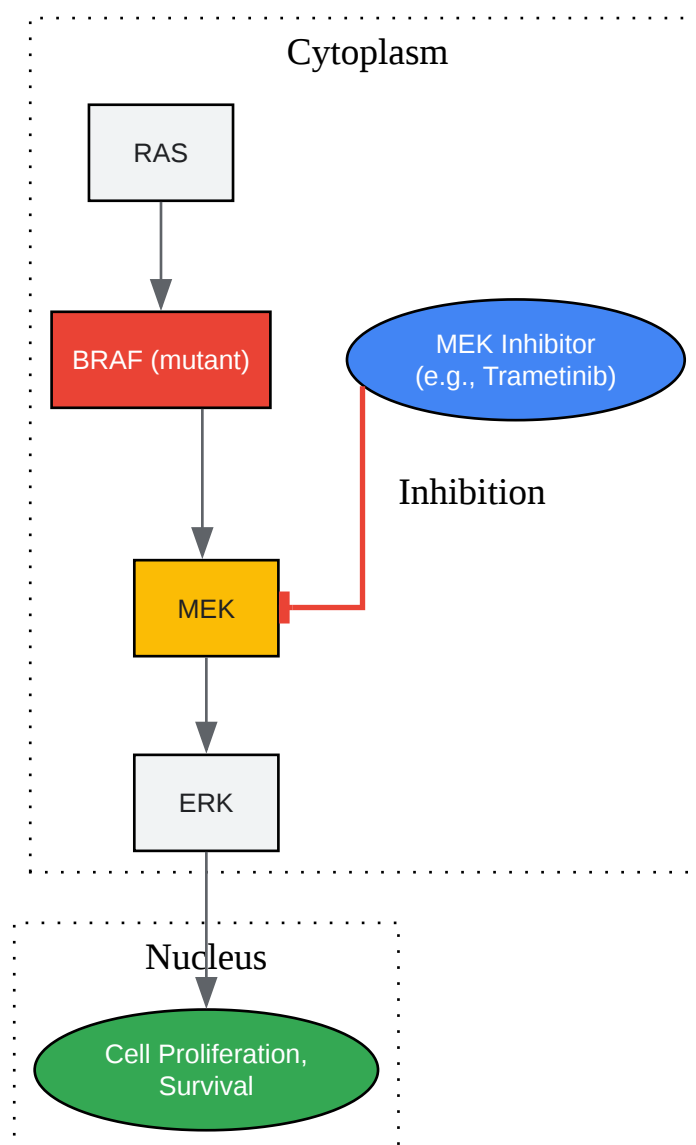 Cytoplasm
RAS
BRAF (mutant)
MEK Inhibitor
(e.g., Trametinib)
Inhibition
MEK
ERK
Nucleus
Cell Proliferation,
Survival